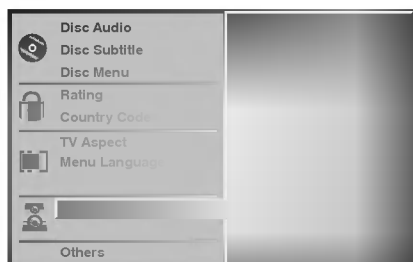 Disc Audio
Disc Subtitle
Disc Menu
Rating
Country Code
TV Aspect
Menu Language
Others